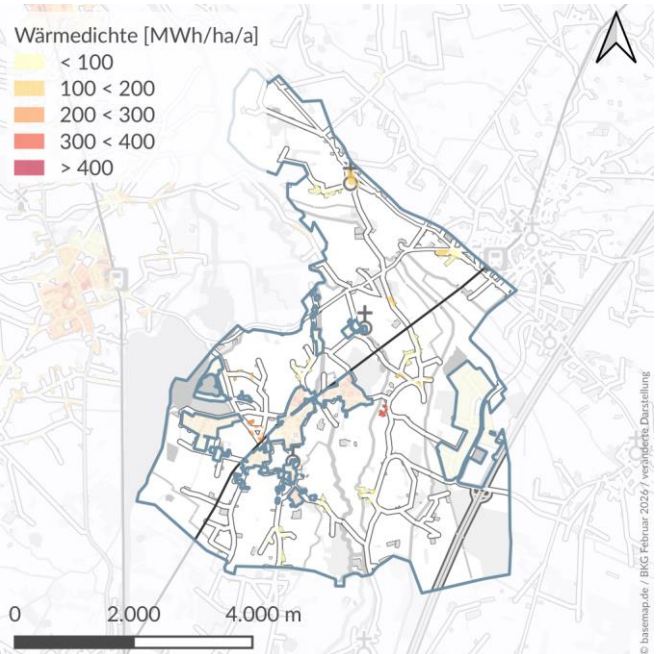 Wärmedichte [MWh/ha/a]
< 100
100 < 200
200 < 300
300 < 400
> 400
0 2.000 4.000 m
© basemap.de / BKG Februar 2026 / veränderte Darstellung